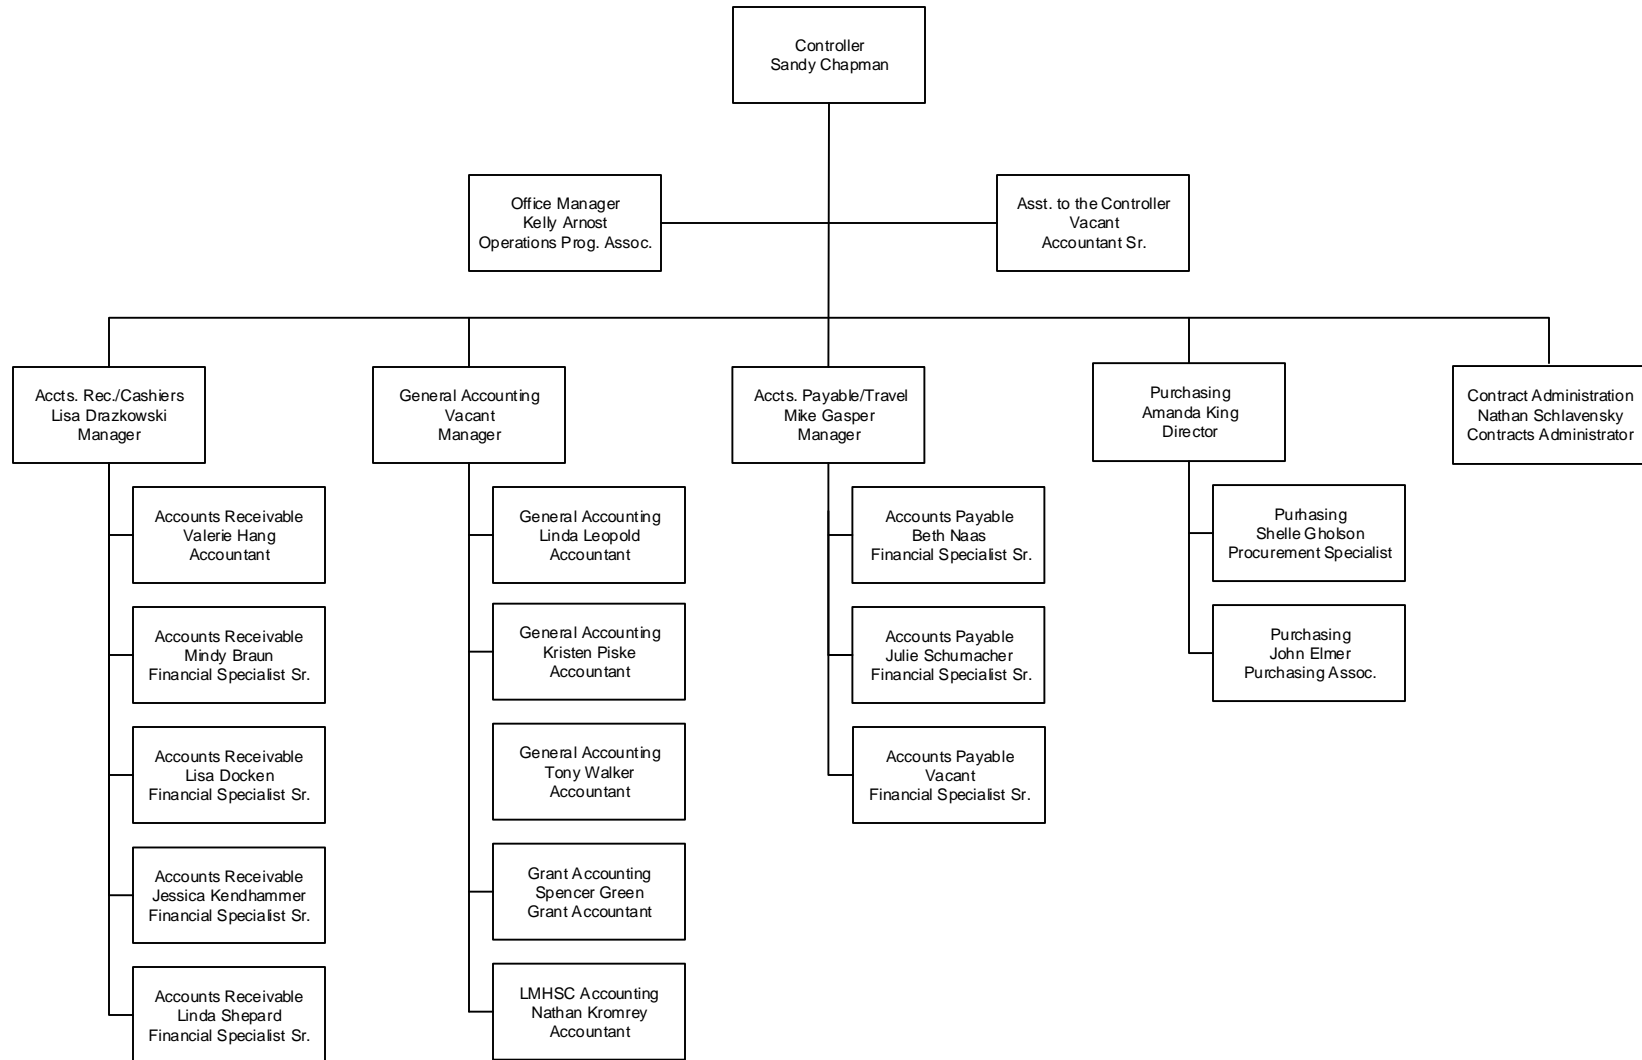 Controller
Sandy Chapman
Office Manager
Kelly Arnost
Operations Prog. Assoc.
Asst. to the Controller
Vacant
Accountant Sr.
Accts. Rec./Cashiers
Lisa Drazkowski
Manager
General Accounting
Vacant
Manager
Accts. Payable/Travel
Mike Gasper
Manager
Purchasing
Amanda King
Director
Contract Administration
Nathan Schlavensky
Contracts Administrator
Accounts Receivable
Valerie Hang
Accountant
Accounts Receivable
Mindy Braun
Financial Specialist Sr.
Accounts Receivable
Lisa Docken
Financial Specialist Sr.
Accounts Receivable
Jessica Kendhammer
Financial Specialist Sr.
Accounts Receivable
Linda Shepard
Financial Specialist Sr.
General Accounting
Linda Leopold
Accountant
General Accounting
Kristen Piske
Accountant
General Accounting
Tony Walker
Accountant
Grant Accounting
Spencer Green
Grant Accountant
LMHSC Accounting
Nathan Kromrey
Accountant
Accounts Payable
Beth Naas
Financial Specialist Sr.
Accounts Payable
Julie Schumacher
Financial Specialist Sr.
Accounts Payable
Vacant
Financial Specialist Sr.
Purhasing
Shelle Gholson
Procurement Specialist
Purchasing
John Elmer
Purchasing Assoc.